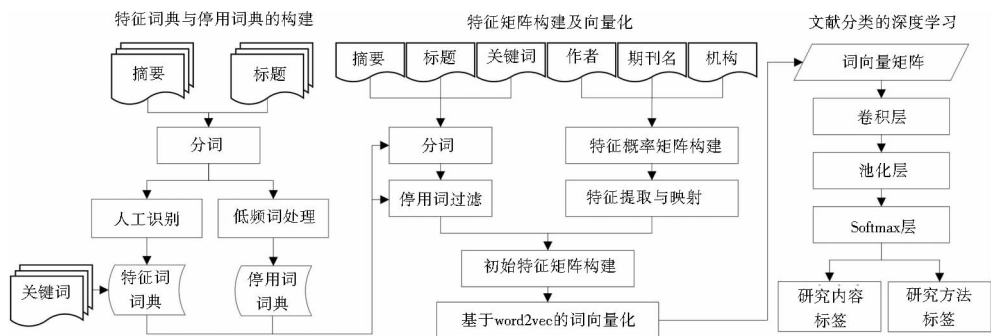 特征词典与停用词典的构建
摘要
标题
分词
人工识别
低频词处理
关键词
特征词
词典
停用词
词典
特征矩阵构建及向量化
摘要
标题
关键词
作者
期刊名
机构
分词
特征概率矩阵构建
停用词过滤
特征提取与映射
初始特征矩阵构建
基于word2vec的词向量化
文献分类的深度学习
词向量矩阵
卷积层
池化层
Softmax层
研究内容
标签
研究方法
标签